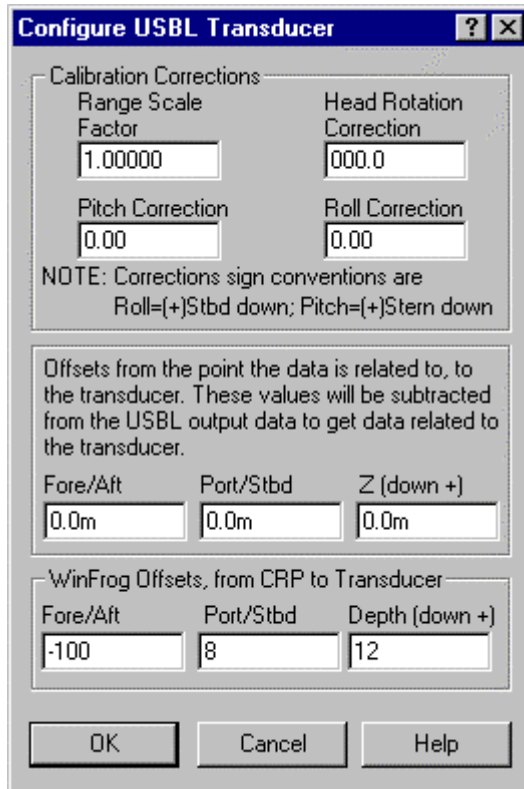 Configure USBL Transducer
Calibration Corrections
Range Scale Factor
1.00000
Head Rotation Correction
000.0
Pitch Correction
0.00
Roll Correction
0.00
NOTE: Corrections sign conventions are
Roll=(+)Stbd down; Pitch=(+)Stern down
Offsets from the point the data is related to, to
the transducer. These values will be subtracted
from the USBL output data to get data related to
the transducer.
Fore/Aft Port/Stbd Z (down +)
0.0m 0.0m 0.0m
WinFrog Offsets, from CRP to Transducer
Fore/Aft Port/Stbd Depth (down +)
-100 8 12
OK Cancel Help